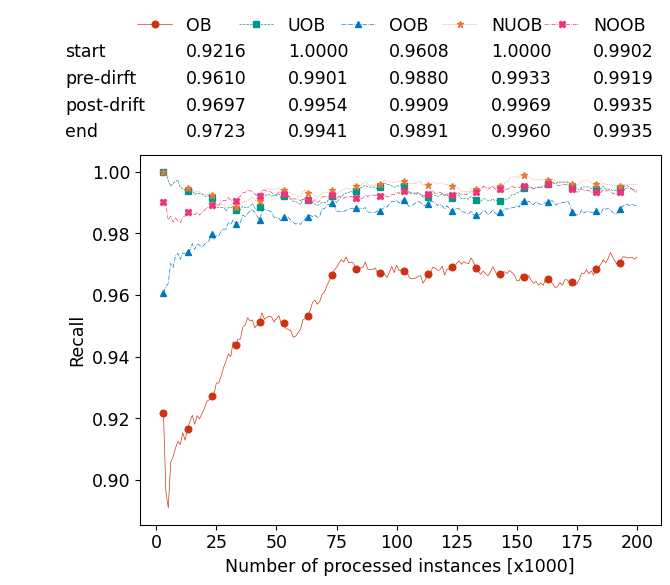 OB UOB OOB NUOB NOOB
start 0.9216 1.0000 0.9608 1.0000 0.9902
pre-dirft 0.9610 0.9901 0.9880 0.9933 0.9919
post-drift 0.9697 0.9954 0.9909 0.9969 0.9935
end 0.9723 0.9941 0.9891 0.9960 0.9935
1.00
0.98
0.96
0.94
0.92
0.90
Recall
0 25 50 75 100 125 150 175 200
Number of processed instances [x1000]